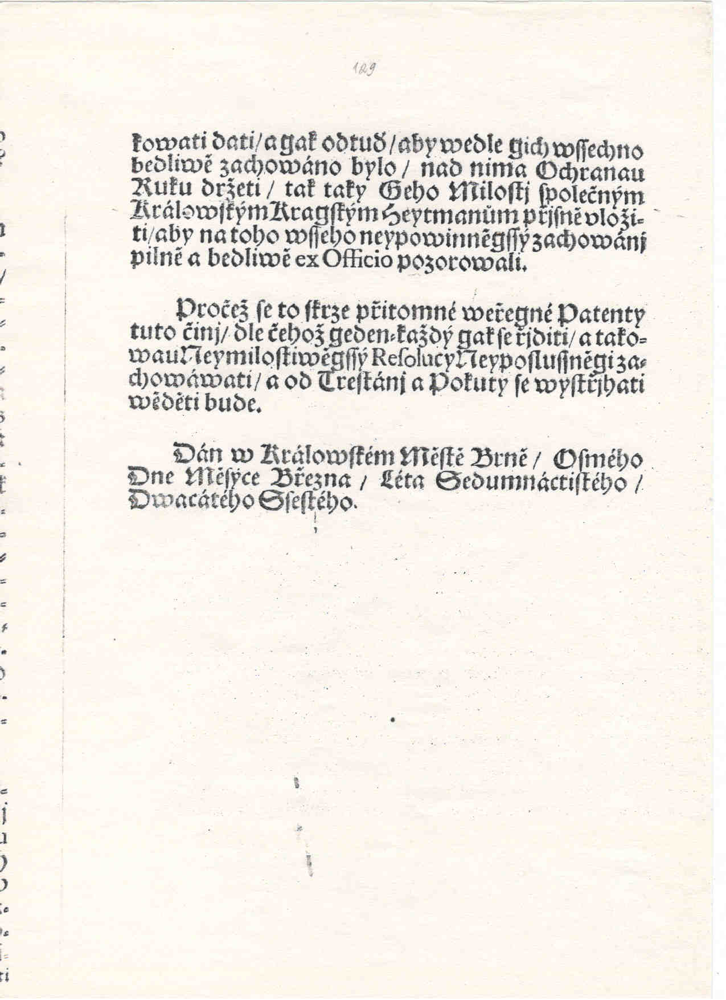 129
kowati dati/ a gak odtuď/ aby wedle gich wſſechno
bedliwě zachowáno bylo / nad nima Ochranau
Ruku držeti / tak taky Geho Miloſtj ſpolečným
Králowſkým Kragſkým Heytmanům přjſně vloži⸗
ti/ aby na toho wſſeho neypowinněgſſý zachowánj
pilně a bedliwě ex Officio pozorowali.
Pročež ſe to ſkrze přitomné weřegné Patenty
tuto činj/ dle čehož geden⸗každý gak ſe řjditi/ a tako⸗
wau Neymiloſtiwěgſſý Reſolucy Neypoſluſſněgi za⸗
chowáwati/ a od Treſtánj a Pokuty ſe wyſtřjhati
wěděti bude.
Dán w Králowſkém Měſtě Brně / Oſmého
Dne Měſýce Března / Léta Sedumnáctiſtého /
Dwacátého Sſeſtého.